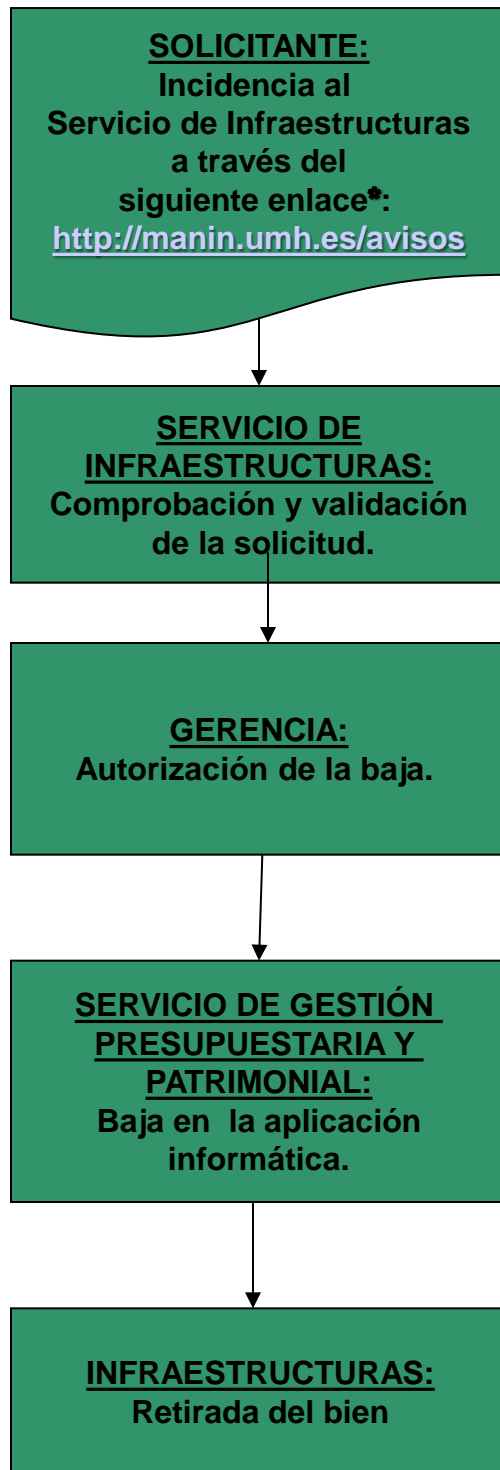 SOLICITANTE:
Incidencia al
Servicio de Infraestructuras
a través del
siguiente enlace*:
http://manin.umh.es/avisos
SERVICIO DE
INFRAESTRUCTURAS:
Comprobación y validación
de la solicitud.
GERENCIA:
Autorización de la baja.
SERVICIO DE GESTIÓN
PRESUPUESTARIA Y
PATRIMONIAL:
Baja en la aplicación
informática.
INFRAESTRUCTURAS:
Retirada del bien